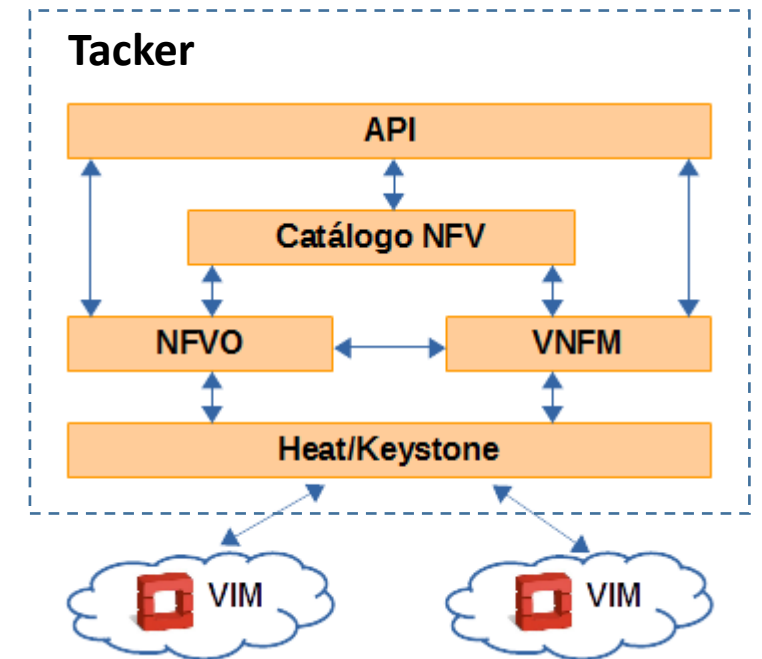 Tacker
API
Catálogo NFV
NFVO
VNFM
Heat/Keystone
VIM
VIM